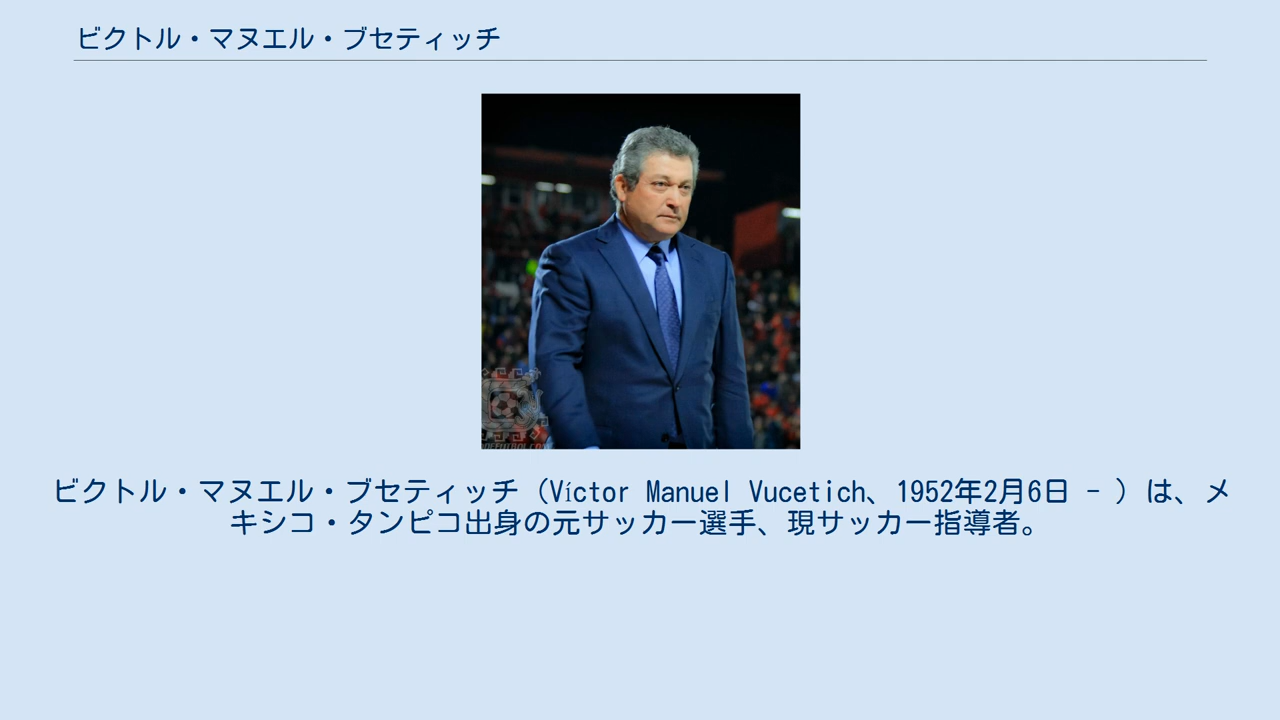 ビクトル・マヌエル・ブセティッチ
ビクトル・マヌエル・ブセティッチ（Víctor Manuel Vucetich、1952年2月6日 - ）は、メ
キシコ・タンピコ出身の元サッカー選手、現サッカー指導者。